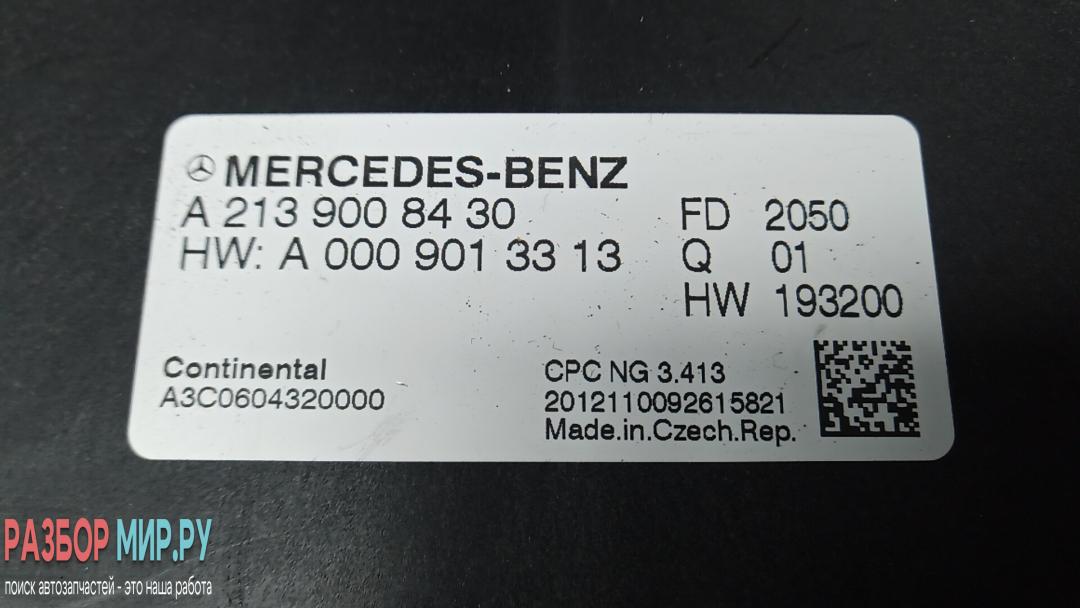 MERCEDES-BENZ
A 213 900 84 30
HW: A 000 901 33 13
FD 2050
Q 01
HW 193200
Continental
A3C0604320000
CPC NG 3.413
2012110092615821
Made.in.Czech.Rep.
РАЗБОР МИР.РУ
поиск автозапчастей - это наша работа